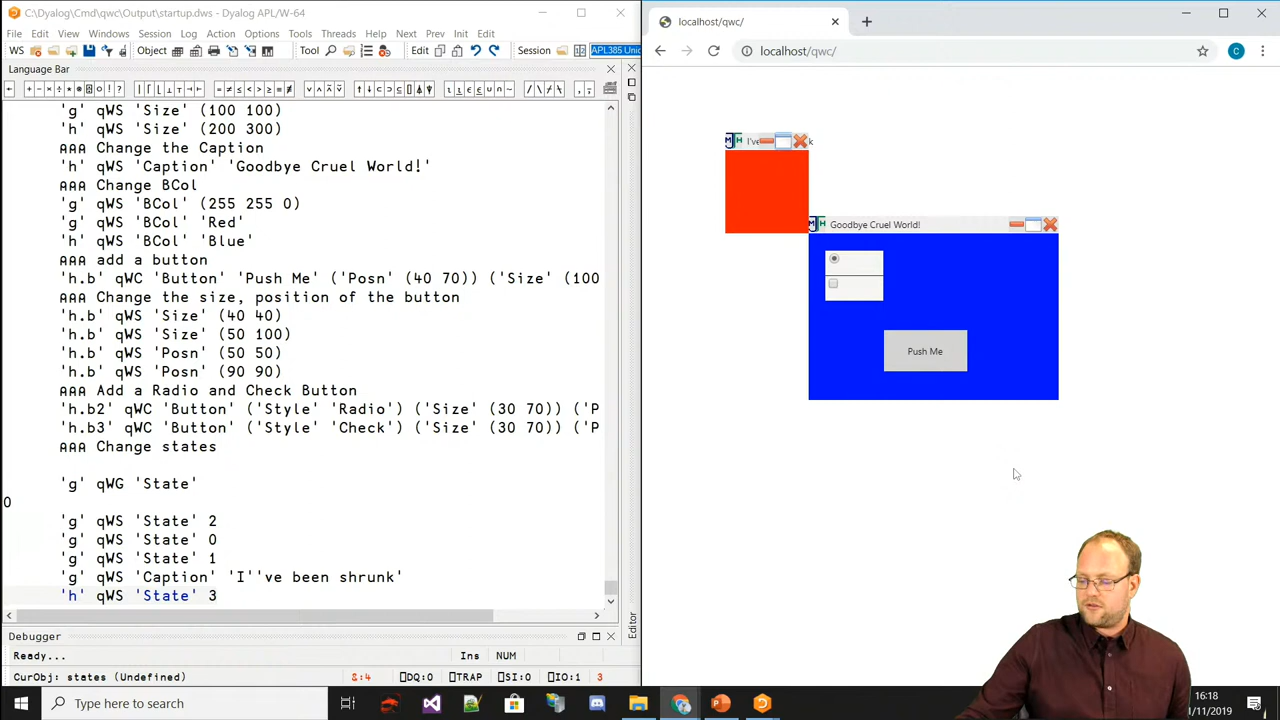 C:\Dyalog\Cmd\qwc\Output\startup.dws - Dyalog APL/W-64
File Edit View Windows Session Log Action Options Tools Threads Help Next Prev Init Edit
WS Object Tool Edit Session APL385 Unic
Language Bar
'g' qWS 'Size' (100 100)
'h' qWS 'Size' (200 300)
⍝⍝⍝ Change the Caption
'h' qWS 'Caption' 'Goodbye Cruel World!'
⍝⍝⍝ Change BCol
'g' qWS 'BCol' (255 255 0)
'g' qWS 'BCol' 'Red'
'h' qWS 'BCol' 'Blue'
⍝⍝⍝ add a button
'h.b' qWC 'Button' 'Push Me' ('Posn' (40 70)) ('Size' (100
⍝⍝⍝ Change the size, position of the button
'h.b' qWS 'Size' (40 40)
'h.b' qWS 'Size' (50 100)
'h.b' qWS 'Posn' (50 50)
'h.b' qWS 'Posn' (90 90)
⍝⍝⍝ Add a Radio and Check Button
'h.b2' qWC 'Button' ('Style' 'Radio') ('Size' (30 70)) ('P
'h.b3' qWC 'Button' ('Style' 'Check') ('Size' (30 70)) ('P
⍝⍝⍝ Change states
'g' qWG 'State'
0
'g' qWS 'State' 2
'g' qWS 'State' 0
'g' qWS 'State' 1
'g' qWS 'Caption' 'I''ve been shrunk'
'h' qWS 'State' 3
Debugger
Editor
Ready... Ins NUM
CurObj: states (Undefined) &:4 ⎕DQ:0 ⎕TRAP ⎕SI:0 ⎕IO:1 3
localhost/qwc/
localhost/qwc/
C
I've k
Goodbye Cruel World!
Push Me
Type here to search
16:18
/11/2019